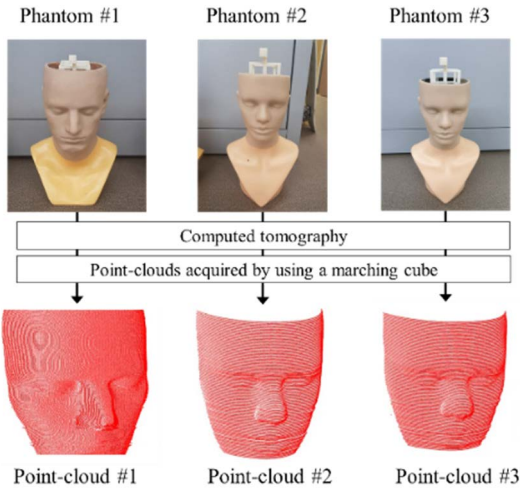 Phantom #1 Phantom #2 Phantom #3
Computed tomography
Point-clouds acquired by using a marching cube
Point-cloud #1 Point-cloud #2 Point-cloud #3